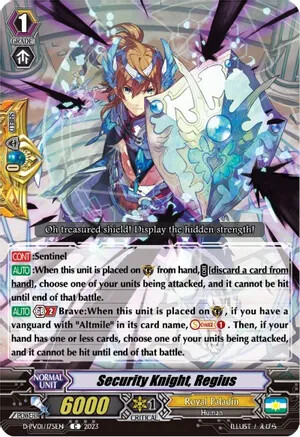 1
GRADE
Oh treasured shield! Display the hidden strength!
CONT:Sentinel
AUTO:When this unit is placed on from hand, [discard a card from
hand], choose one of your units being attacked, and it cannot be hit
until end of that battle.
AUTO GB 2 Brave:When this unit is placed on , if you have a
vanguard with "Altmile" in its card name, 1 . Then, if your
hand has one or less cards, choose one of your units being attacked,
and it cannot be hit until end of that battle.
NORMAL
UNIT
Security Knight, Regius
POWER
6000
CRITICAL
1
Royal Paladin
Human
D-PV01/175EN C 2023